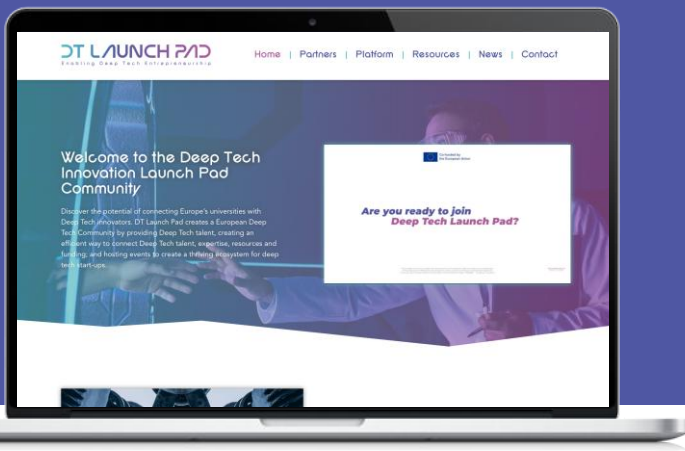 DT LAUNCH PAD
Enabling Deep Tech Entrepreneurship
Home | Partners | Platform | Resources | News | Contact
Welcome to the Deep Tech
Innovation Launch Pad
Community
Discover the potential of connecting Europe's universities with
Deep Tech innovators. DT Launch Pad creates a European Deep
Tech Community by providing Deep Tech talent, creating an
efficient way to connect Deep Tech talent, expertise, resources and
funding, and hosting events to create a thriving ecosystem for deep
tech start-ups.
Co-funded by
the European Union
Are you ready to join
Deep Tech Launch Pad?